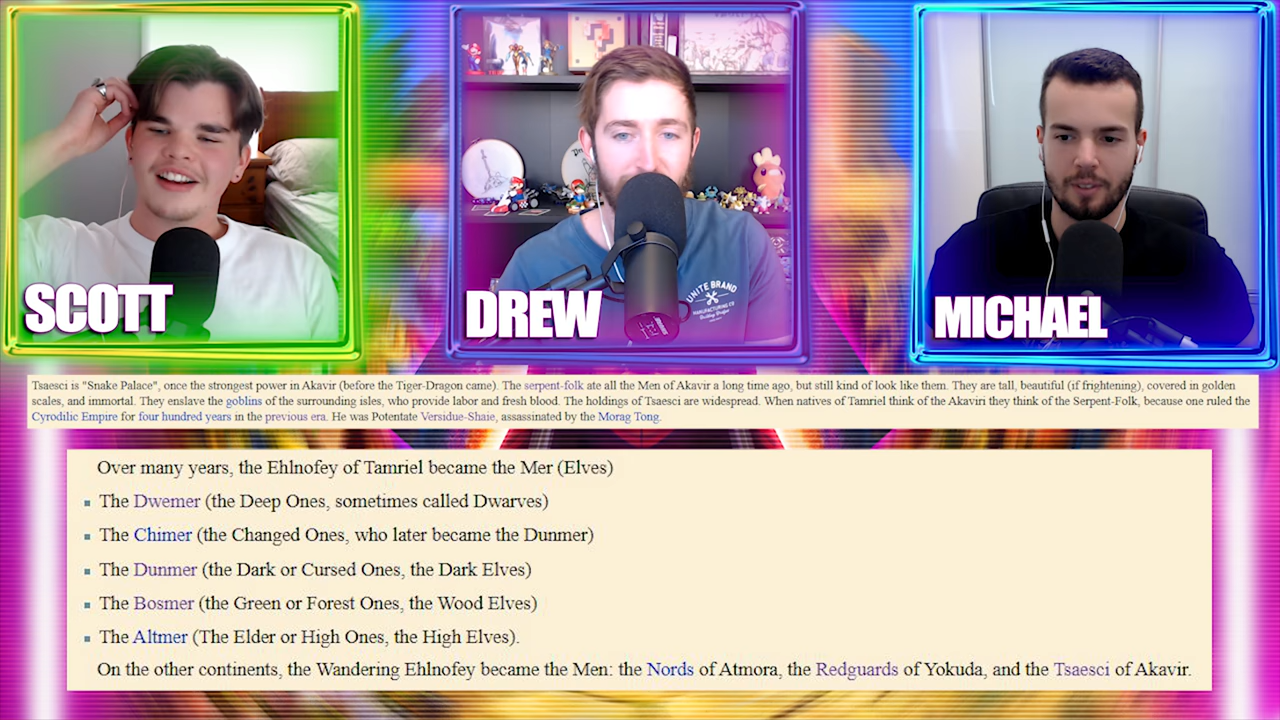 SCOTT
DREW
MICHAEL
UNITE BRAND
MANUFACTURING CO
Tsaesci is "Snake Palace", once the strongest power in Akavir (before the Tiger-Dragon came). The serpent-folk ate all the Men of Akavir a long time ago, but still kind of look like them. They are tall, beautiful (if frightening), covered in golden
scales, and immortal. They enslave the goblins of the surrounding isles, who provide labor and fresh blood. The holdings of Tsaesci are widespread. When natives of Tamriel think of the Akaviri they think of the Serpent-Folk, because one ruled the
Cyrodilic Empire for four hundred years in the previous era. He was Potentate Versidue-Shaie, assassinated by the Morag Tong.
Over many years, the Ehlnofey of Tamriel became the Mer (Elves)
The Dwemer (the Deep Ones, sometimes called Dwarves)
The Chimer (the Changed Ones, who later became the Dunmer)
The Dunmer (the Dark or Cursed Ones, the Dark Elves)
The Bosmer (the Green or Forest Ones, the Wood Elves)
The Altmer (The Elder or High Ones, the High Elves).
On the other continents, the Wandering Ehlnofey became the Men: the Nords of Atmora, the Redguards of Yokuda, and the Tsaesci of Akavir.